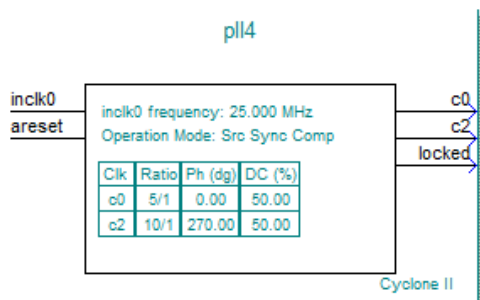 pll4
inclk0
areset
inclk0 frequency: 25.000 MHz
Operation Mode: Src Sync Comp
Clk Ratio Ph (dg) DC (%)
c0 5/1 0.00 50.00
c2 10/1 270.00 50.00
c0
c2
locked
Cyclone II